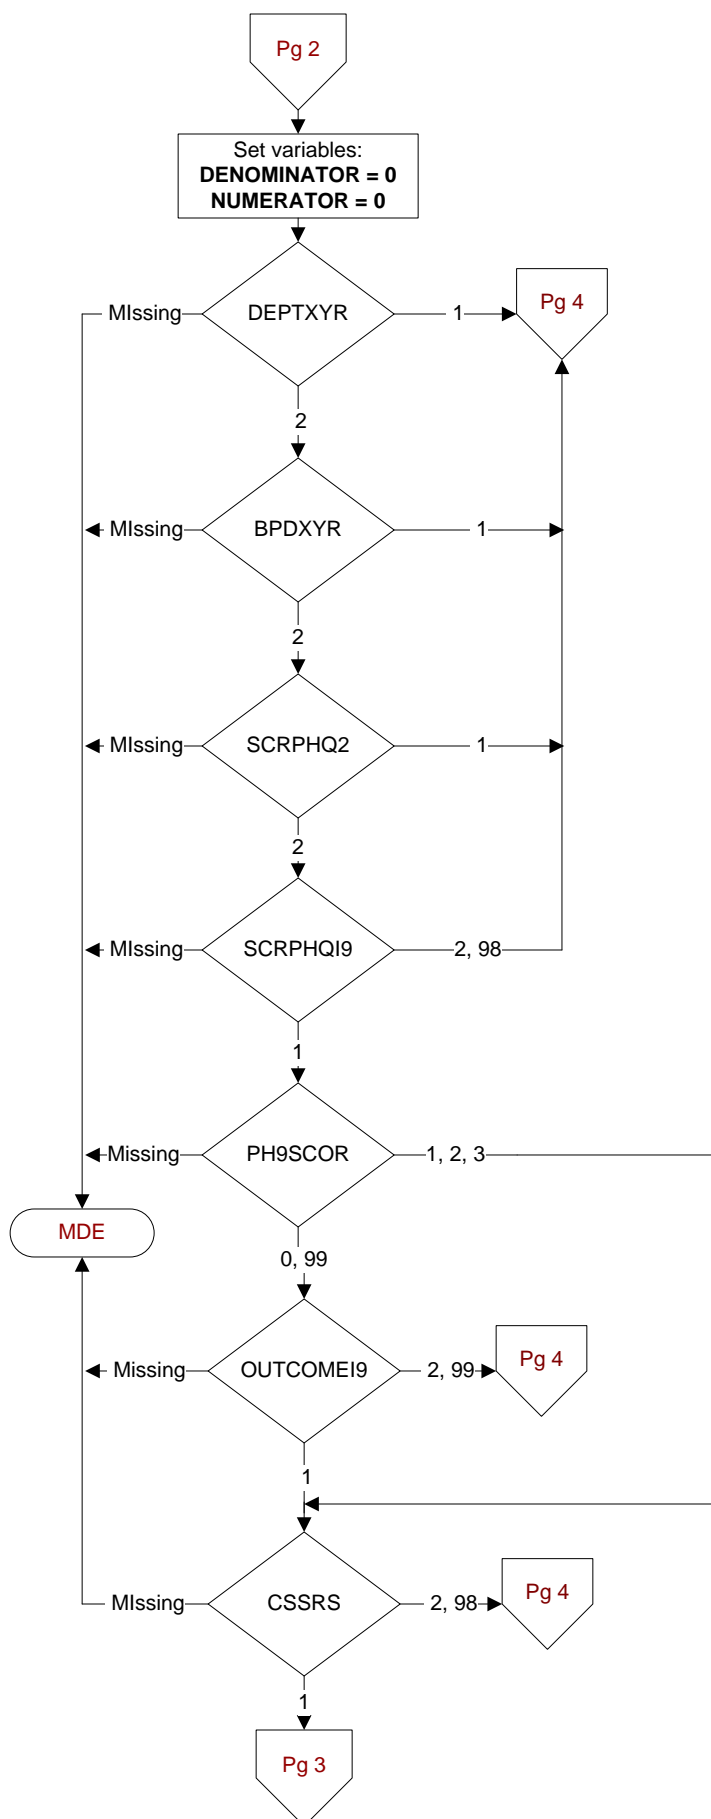 Pg 2
Set variables:
DENOMINATOR = 0
NUMERATOR = 0
MIssing
DEPTXYR
1
Pg 4
2
MIssing
BPDXYR
1
2
MIssing
SCRPHQ2
1
2
MIssing
SCRPHQI9
2, 98
1
Missing
PH9SCOR
1, 2, 3
MDE
0, 99
Missing
OUTCOMEI9
2, 99
Pg 4
1
MIssing
CSSRS
2, 98
Pg 4
1
Pg 3